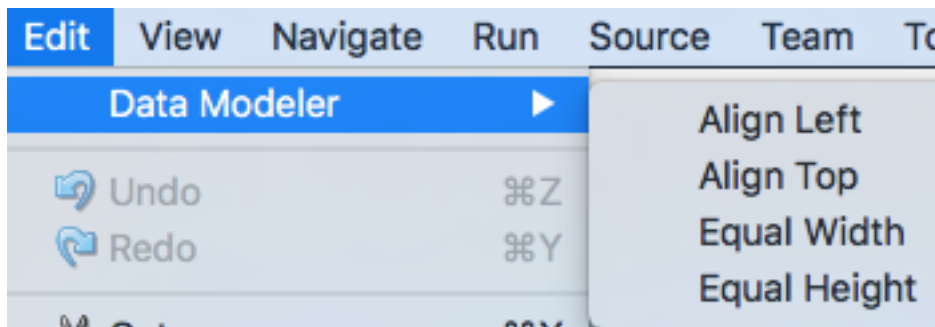 Edit View Navigate Run Source Team
Data Modeler
Undo ⌘Z
Redo ⌘Y
Align Left
Align Top
Equal Width
Equal Height